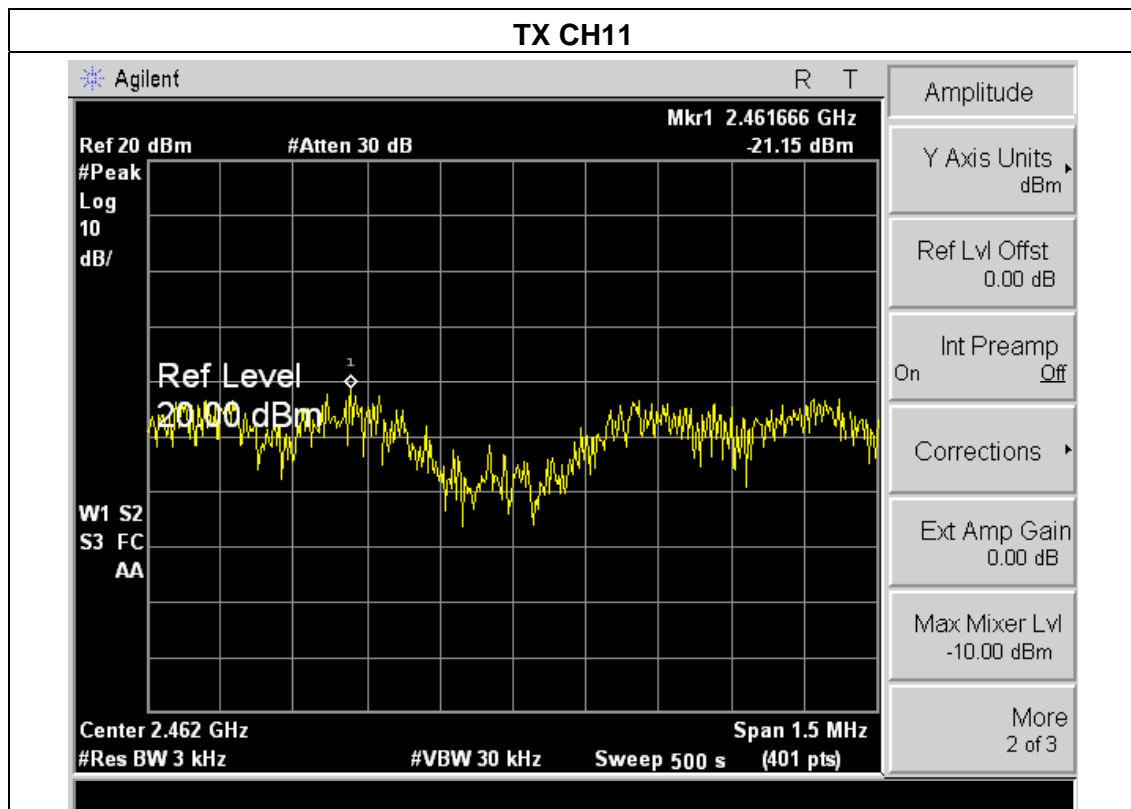 TX CH11
Agilent R T
Mkr1 2.461666 GHz
Ref 20 dBm #Atten 30 dB -21.15 dBm
#Peak
Log
10
dB/
1
Ref Level
20.00 dBm
W1 S2
S3 FC
AA
Center 2.462 GHz Span 1.5 MHz
#Res BW 3 kHz #VBW 30 kHz Sweep 500 s (401 pts)
Amplitude
Y Axis Units
dBm
Ref Lvl Offst
0.00 dB
Int Preamp
On Off
Corrections
Ext Amp Gain
0.00 dB
Max Mixer Lvl
-10.00 dBm
More
2 of 3